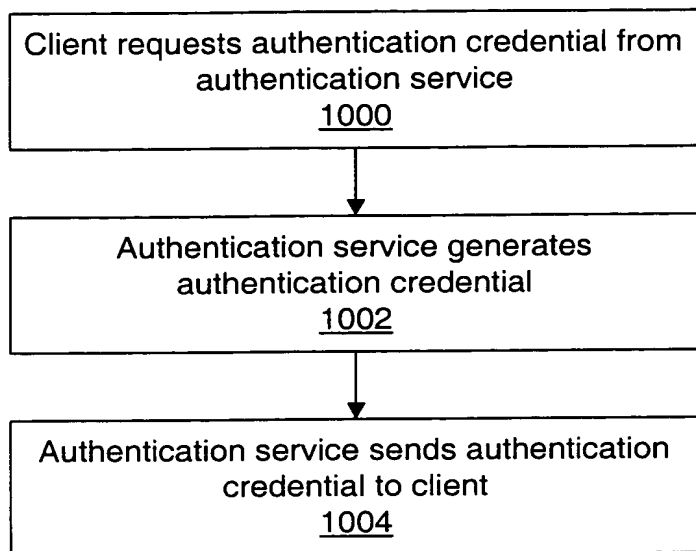 Client requests authentication credential from
authentication service
1000
Authentication service generates
authentication credential
1002
Authentication service sends authentication
credential to client
1004